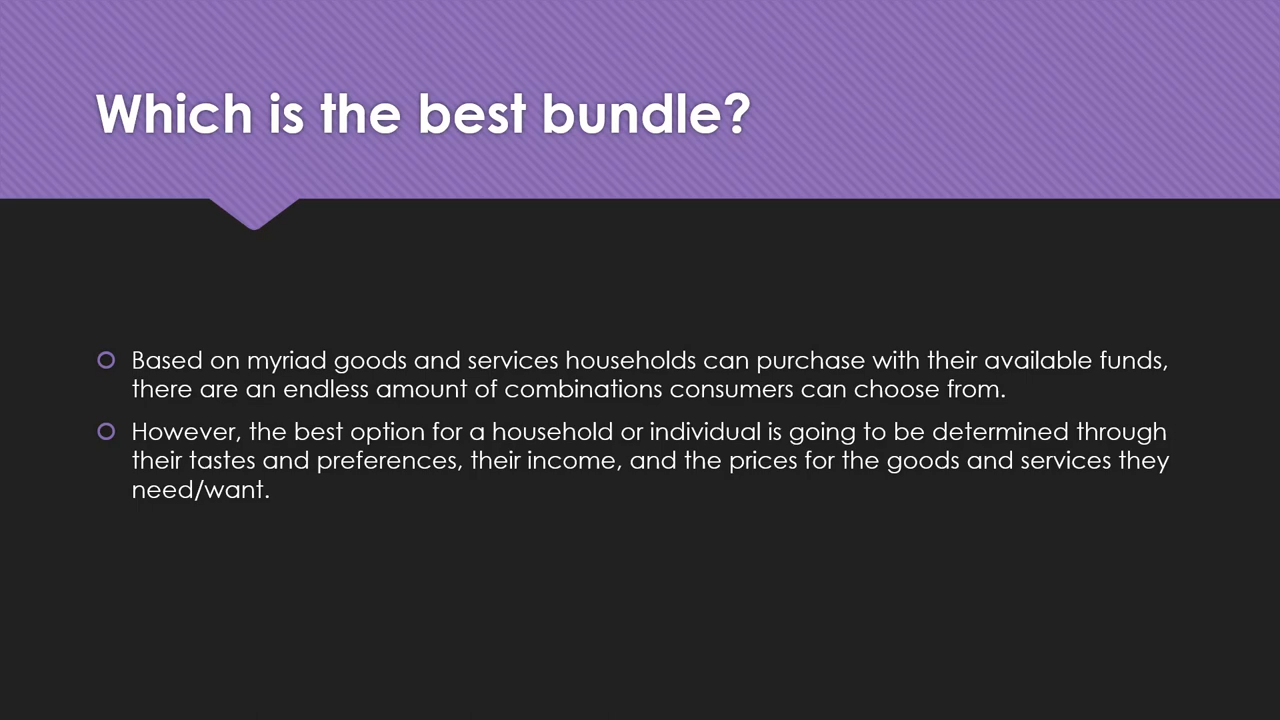 Which is the best bundle?
Based on myriad goods and services households can purchase with their available funds,
there are an endless amount of combinations consumers can choose from.
However, the best option for a household or individual is going to be determined through
their tastes and preferences, their income, and the prices for the goods and services they
need/want.